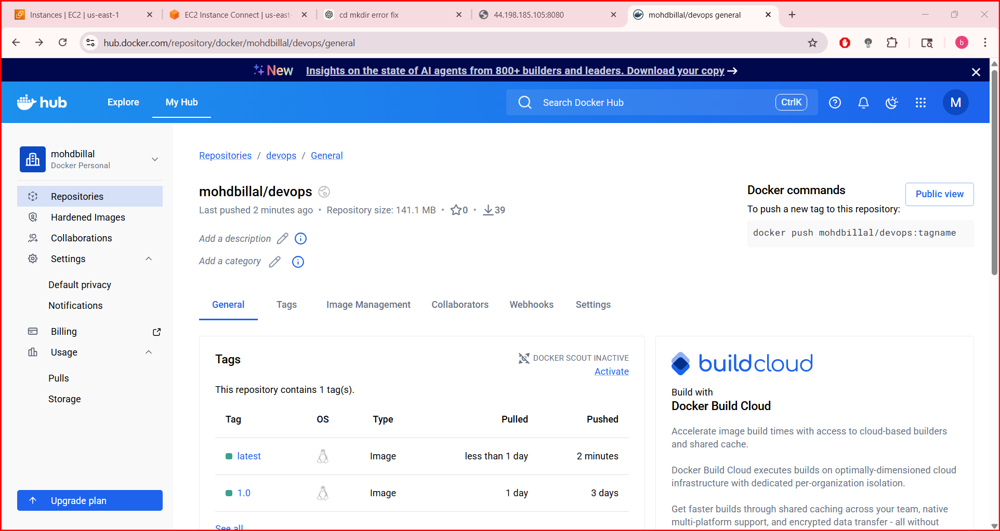 Instances | EC2 | us-east-1
EC2 Instance Connect | us-east-
cd mkdir error fix
44.198.185.105:8080
mohdbillal/devops general
hub.docker.com/repository/docker/mohdbillal/devops/general
b
New Insights on the state of AI agents from 800+ builders and leaders. Download your copy
hub
Explore
My Hub
Search Docker Hub
CtrlK
M
mohdbillal
Docker Personal
Repositories
Hardened Images
Collaborations
Settings
Default privacy
Notifications
Billing
Usage
Pulls
Storage
Upgrade plan
Repositories / devops / General
mohdbillal/devops
Last pushed 2 minutes ago • Repository size: 141.1 MB • 0 • 39
Add a description
Add a category
Docker commands
Public view
To push a new tag to this repository:
docker push mohdbillal/devops:tagname
General
Tags
Image Management
Collaborators
Webhooks
Settings
Tags
DOCKER SCOUT INACTIVE
Activate
This repository contains 1 tag(s).
Tag OS Type Pulled Pushed
latest Image less than 1 day 2 minutes
1.0 Image 1 day 3 days
See all
buildcloud
Build with
Docker Build Cloud
Accelerate image build times with access to cloud-based builders
and shared cache.
Docker Build Cloud executes builds on optimally-dimensioned cloud
infrastructure with dedicated per-organization isolation.
Get faster builds through shared caching across your team, native
multi-platform support, and encrypted data transfer - all without